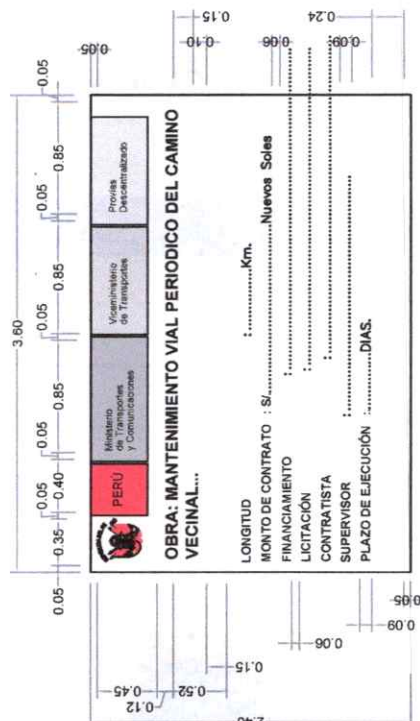 3.60
0.05
0.35
0.05
0.40
0.05
0.85
0.05
0.85
0.05
0.85
0.05
PERÚ
Ministerio
de Transportes
y Comunicaciones
Viceministerio
de Transportes
Provias
Descentralizado
OBRA: MANTENIMIENTO VIAL PERIODICO DEL CAMINO
VECINAL...
LONGITUD :...............Km.
MONTO DE CONTRATO : S/...............Nuevos Soles
FINANCIAMIENTO :...............
LICITACIÓN :...............
CONTRATISTA :...............
SUPERVISOR :...............
PLAZO DE EJECUCIÓN :...............DIAS.
0.05
0.15
0.10
0.06
0.24
0.09
0.45
0.12
0.52
0.15
0.06
0.09
0.05